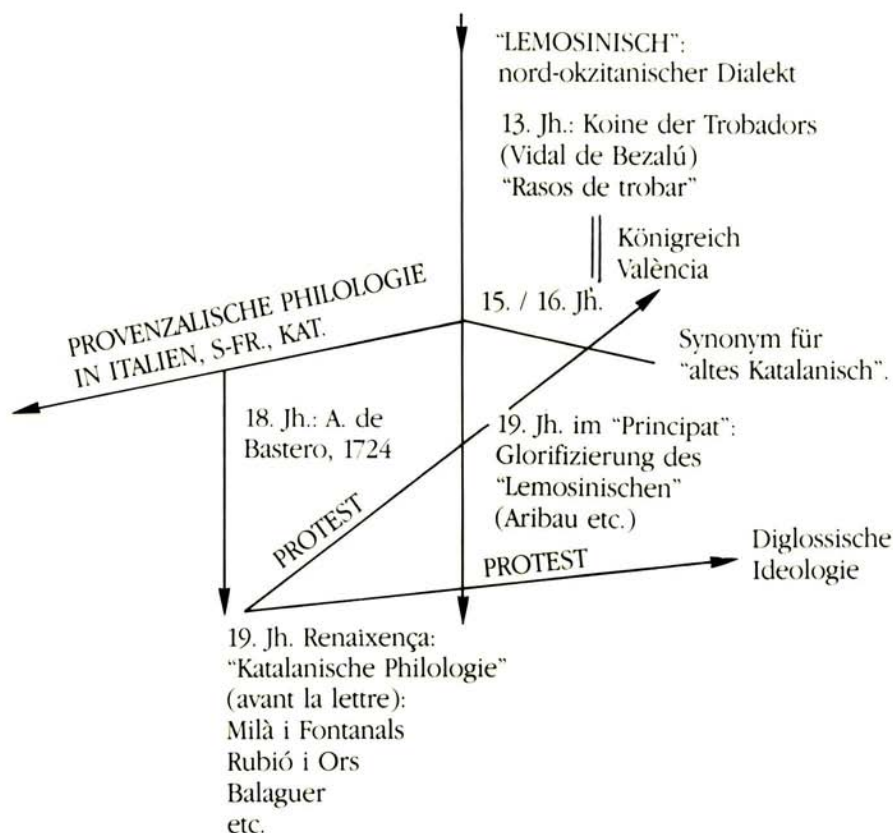 “LEMOSINISCH”:
nord-okzitanischer Dialekt
13. Jh.: Koine der Trobadors
(Vidal de Bezalú)
“Rasos de trobar”
Königreich
València
15. / 16. Jh.
PROVENZALISCHE PHILOLOGIE
IN ITALIEN, S-FR., KAT.
Synonym für
“altes Katalanisch”.
18. Jh.: A. de
Bastero, 1724
19. Jh. im “Principat”:
Glorifizierung des
“Lemosinischen”
(Aribau etc.)
PROTEST
PROTEST
Diglossische
Ideologie
19. Jh. Renaixença:
“Katalanische Philologie”
(avant la lettre):
Milà i Fontanals
Rubió i Ors
Balaguer
etc.